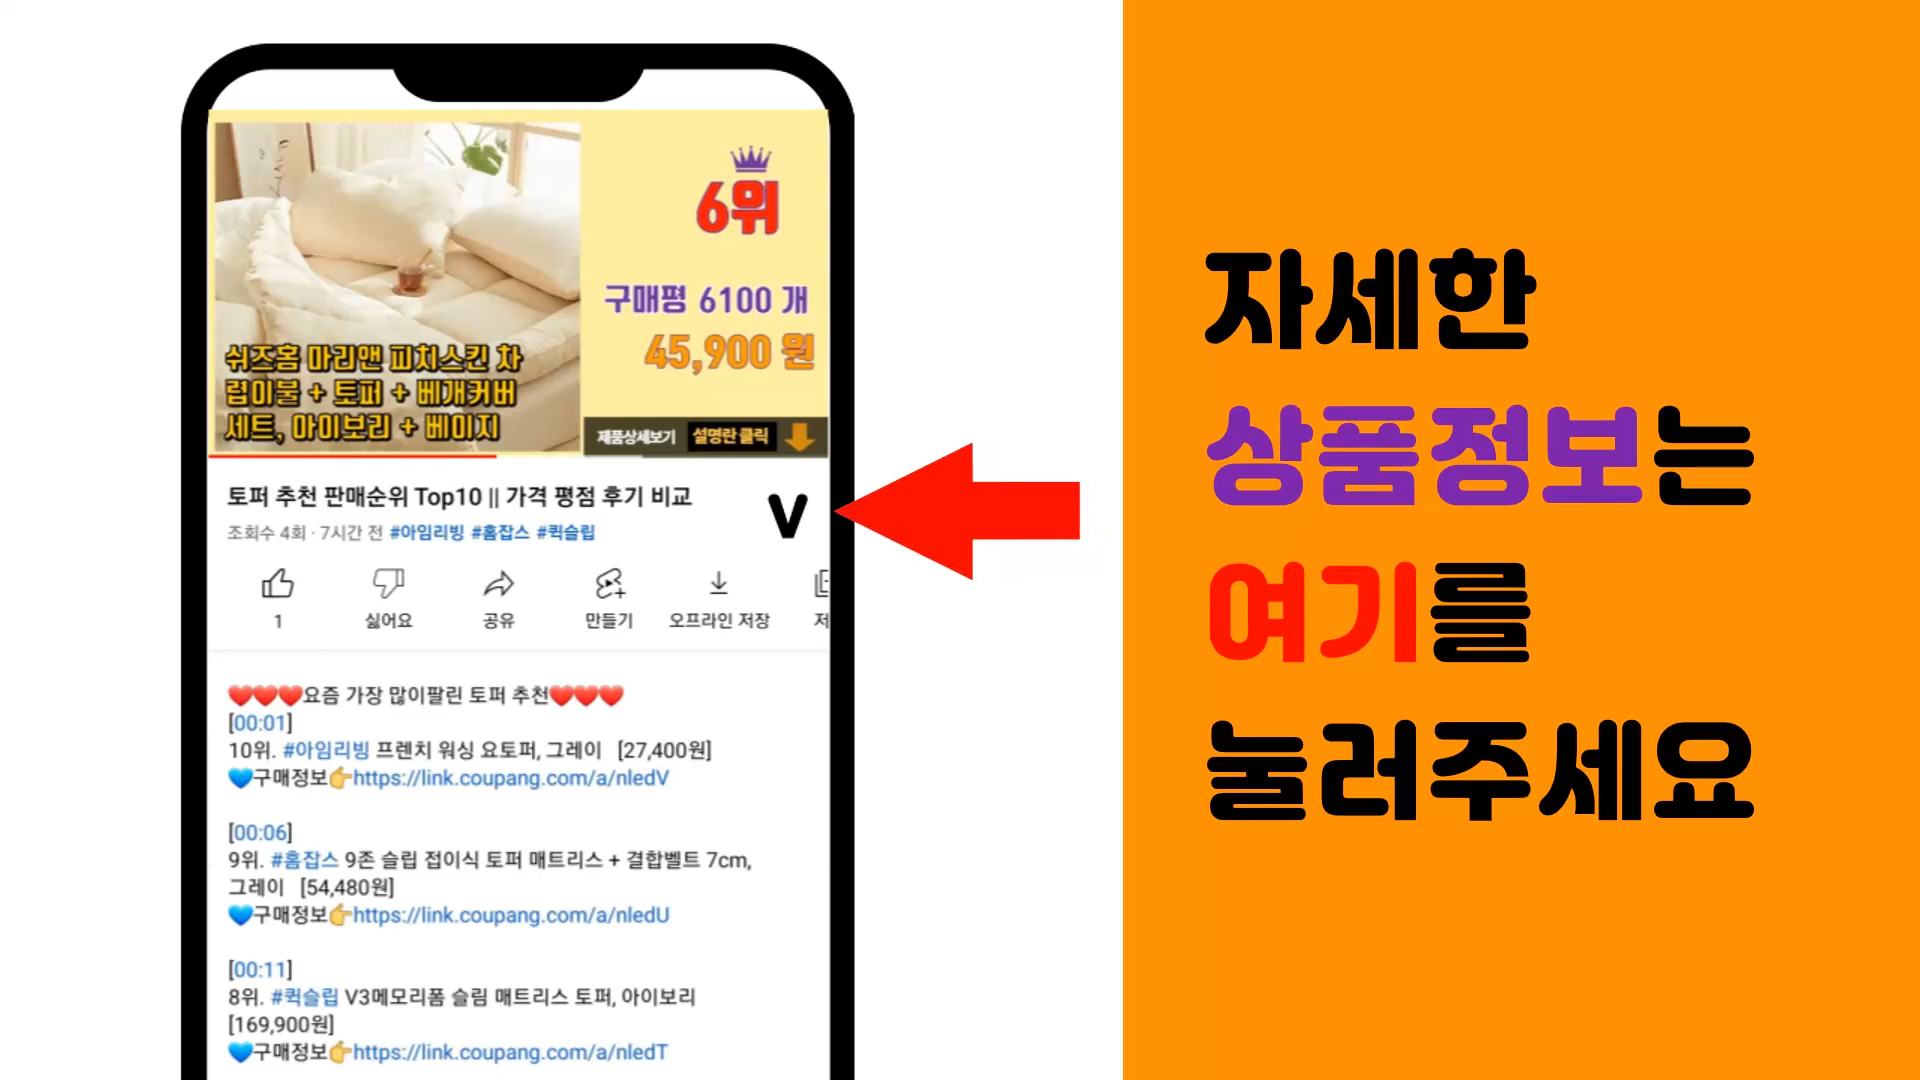 6위
구매평 6100 개
45,900 원
쉬즈홈 마리앤 피치스킨 차
렵이불 + 토퍼 + 베개커버
세트, 아이보리 + 베이지
제품상세보기 설명란 클릭
토퍼 추천 판매순위 Top10 || 가격 평점 후기 비교
V
조회수 4회 · 7시간 전 #아임리빙 #홈잡스 #퀵슬립
1 싫어요 공유 만들기 오프라인 저장 저
❤️❤️❤️요즘 가장 많이팔린 토퍼 추천❤️❤️❤️
[00:01]
10위. #아임리빙 프렌치 워싱 요토퍼, 그레이 [27,400원]
💙구매정보👉https://link.coupang.com/a/nledV
[00:06]
9위. #홈잡스 9존 슬립 접이식 토퍼 매트리스 + 결합벨트 7cm,
그레이 [54,480원]
💙구매정보👉https://link.coupang.com/a/nledU
[00:11]
8위. #퀵슬립 V3메모리폼 슬림 매트리스 토퍼, 아이보리
[169,900원]
💙구매정보👉https://link.coupang.com/a/nledT
자세한
상품정보는
여기를
눌러주세요